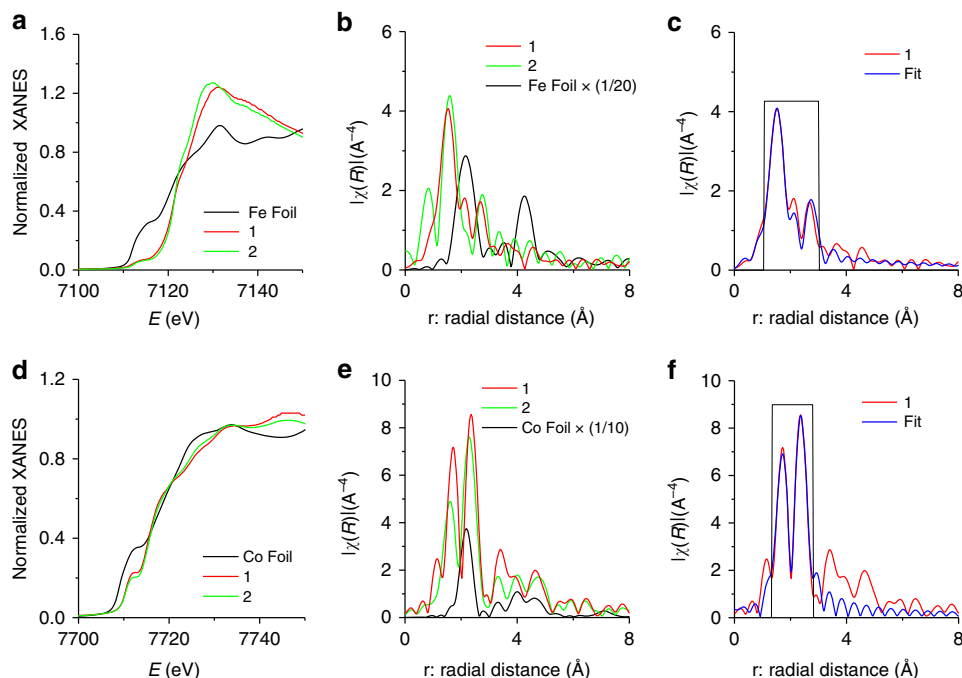 a
Normalized XANES
1.6
1.2
0.8
0.4
0.0
7100
7120
7140
E (eV)
Fe Foil
1
2
b
|χ(R)|(A⁻⁴)
6
4
2
0
0
4
8
r: radial distance (Å)
1
2
Fe Foil × (1/20)
c
|χ(R)|(A⁻⁴)
6
4
2
0
0
4
8
r: radial distance (Å)
1
Fit
d
Normalized XANES
1.2
0.8
0.4
0.0
7700
7720
7740
E (eV)
Co Foil
1
2
e
|χ(R)|(A⁻⁴)
10
8
6
4
2
0
0
4
8
r: radial distance (Å)
1
2
Co Foil × (1/10)
f
|χ(R)|(A⁻⁴)
10
8
6
4
2
0
0
4
8
r: radial distance (Å)
1
Fit